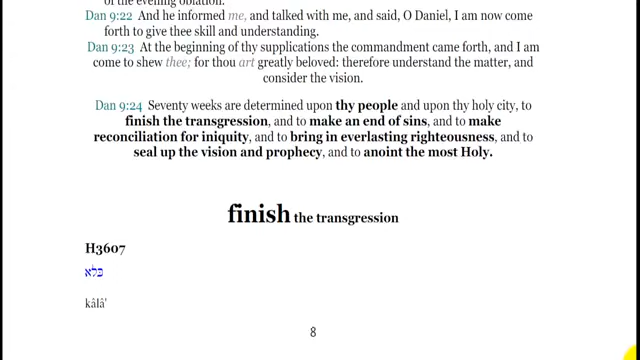 of the evening oblation.
Dan 9:22 And he informed me, and talked with me, and said, O Daniel, I am now come
forth to give thee skill and understanding.
Dan 9:23 At the beginning of thy supplications the commandment came forth, and I am
come to shew thee; for thou art greatly beloved: therefore understand the matter, and
consider the vision.
Dan 9:24 Seventy weeks are determined upon thy people and upon thy holy city, to
finish the transgression, and to make an end of sins, and to make
reconciliation for iniquity, and to bring in everlasting righteousness, and to
seal up the vision and prophecy, and to anoint the most Holy.
finish the transgression
H3607
כּלא
kâlâ'
8